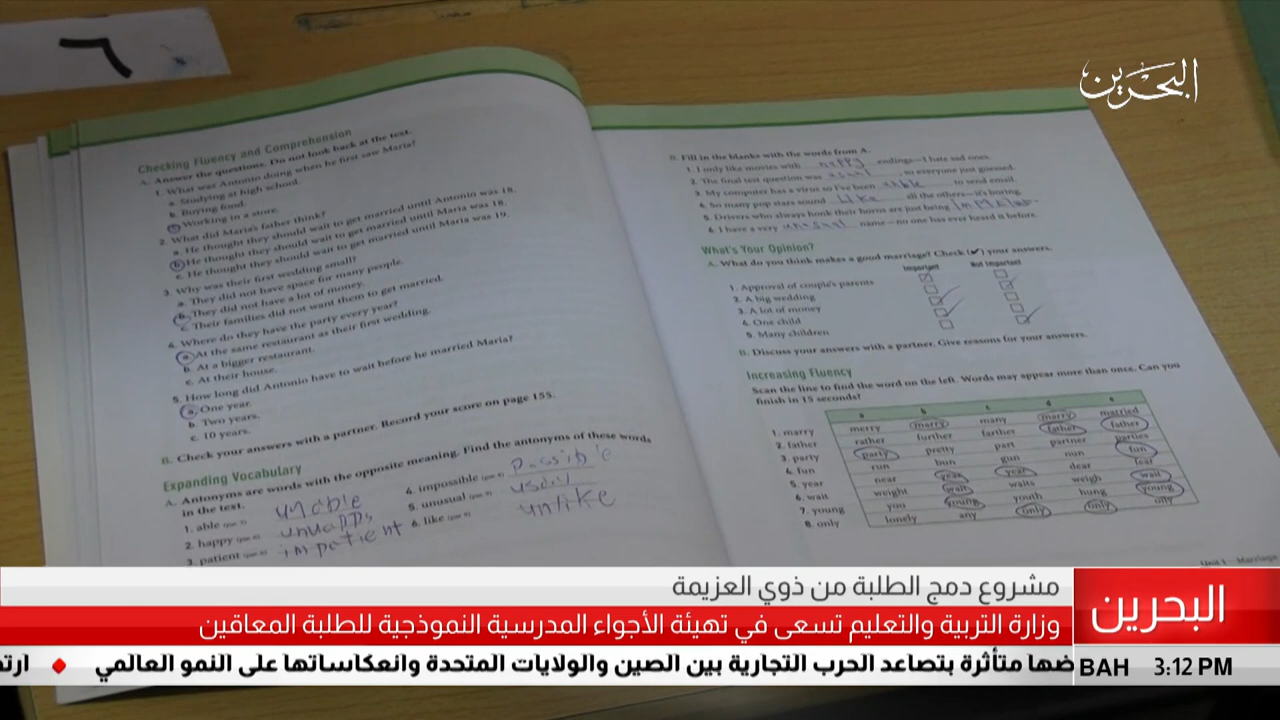 ٦
البحرين
Checking Fluency and Comprehension
A. Answer the questions. Do not look back at the text.
1. What was Antonio doing when he first saw Maria?
a. Studying at high school.
b. Buying food.
c. Working in a store.
2. What did Maria's father think?
a. He thought they should wait to get married until Antonio was 18.
b. He thought they should wait to get married until Maria was 18.
c. He thought they should wait to get married until Maria was 19.
3. Why was their first wedding small?
a. They did not have space for many people.
b. They did not have a lot of money.
c. Their families did not want them to get married.
4. Where do they have the party every year?
a. At the same restaurant as their first wedding.
b. At a bigger restaurant.
c. At their house.
5. How long did Antonio have to wait before he married Maria?
a. One year.
b. Two years.
c. 10 years.
B. Check your answers with a partner. Record your score on page 155.
Expanding Vocabulary
A. Antonyms are words with the opposite meaning. Find the antonyms of these words
in the text.
1. able unable
2. happy unuapps
3. patient impatient
4. impossible possible
5. unusual usual
6. like unlike
B. Fill in the blanks with the words from A.
1. I only like movies with happy endings—I hate sad ones.
2. The final test question was to everyone just guessed.
3. My computer has a virus so I've been to send email.
4. So many pop stars sound Like all the others—it's boring.
5. Drivers who always honk their horns are just being
6. I have a very unusual name—no one has ever heard it before.
What's Your Opinion?
A. What do you think makes a good marriage? Check (✓) your answers.
Important Not Important
1. Approval of couple's parents
2. A big wedding
3. A lot of money
4. One child
5. Many children
B. Discuss your answers with a partner. Give reasons for your answers.
Increasing Fluency
Scan the line to find the word on the left. Words may appear more than once. Can you
finish in 15 seconds?
a b c d e
1. marry merry marry many marry married
2. father rather further farther father father
3. party party pretty part partner parties
4. fun run bun gun nun fun
5. year near year year dear fear
6. wait weight wait waits weigh wait
7. young you young youth hung young
8. only lonely any only only oily
Unit 1 Marriage
مشروع دمج الطلبة من ذوي العزيمة
وزارة التربية والتعليم تسعى في تهيئة الأجواء المدرسية النموذجية للطلبة المعاقين
البحرين
ضها متأثرة بتصاعد الحرب التجارية بين الصين والولايات المتحدة وانعكاساتها على النمو العالمي ♦ ارت
BAH 3:12 PM